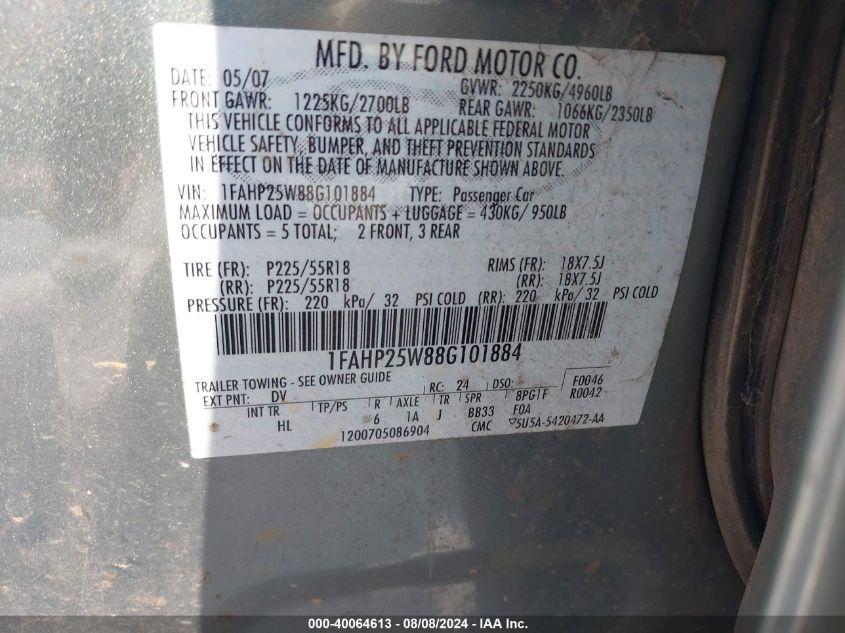 MFD. BY FORD MOTOR CO.
DATE: 05/07 GVWR: 2250KG/4960LB
FRONT GAWR: 1225KG/2700LB REAR GAWR: 1066KG/2350LB
THIS VEHICLE CONFORMS TO ALL APPLICABLE FEDERAL MOTOR
VEHICLE SAFETY, BUMPER, AND THEFT PREVENTION STANDARDS
IN EFFECT ON THE DATE OF MANUFACTURE SHOWN ABOVE.
VIN: 1FAHP25W88G101884 TYPE: Passenger Car
MAXIMUM LOAD = OCCUPANTS + LUGGAGE = 430KG/ 950LB
OCCUPANTS = 5 TOTAL; 2 FRONT, 3 REAR
TIRE (FR): P225/55R18 RIMS (FR): 18X7.5J
(RR): P225/55R18 (RR): 18X7.5J
PRESSURE (FR): 220 kPa/ 32 PSI COLD (RR): 220 kPa/ 32 PSI COLD
1FAHP25W88G101884
TRAILER TOWING - SEE OWNER GUIDE
EXT PNT: DV RC: 24 DSO: F0046
INT TR TP/PS R AXLE TR SPR 8PG1F R0042
HL 6 1A J BB33 F0A
1200705086904 CMC 5U5A-5420472-AA
000-40064613 - 08/08/2024 - IAA Inc.